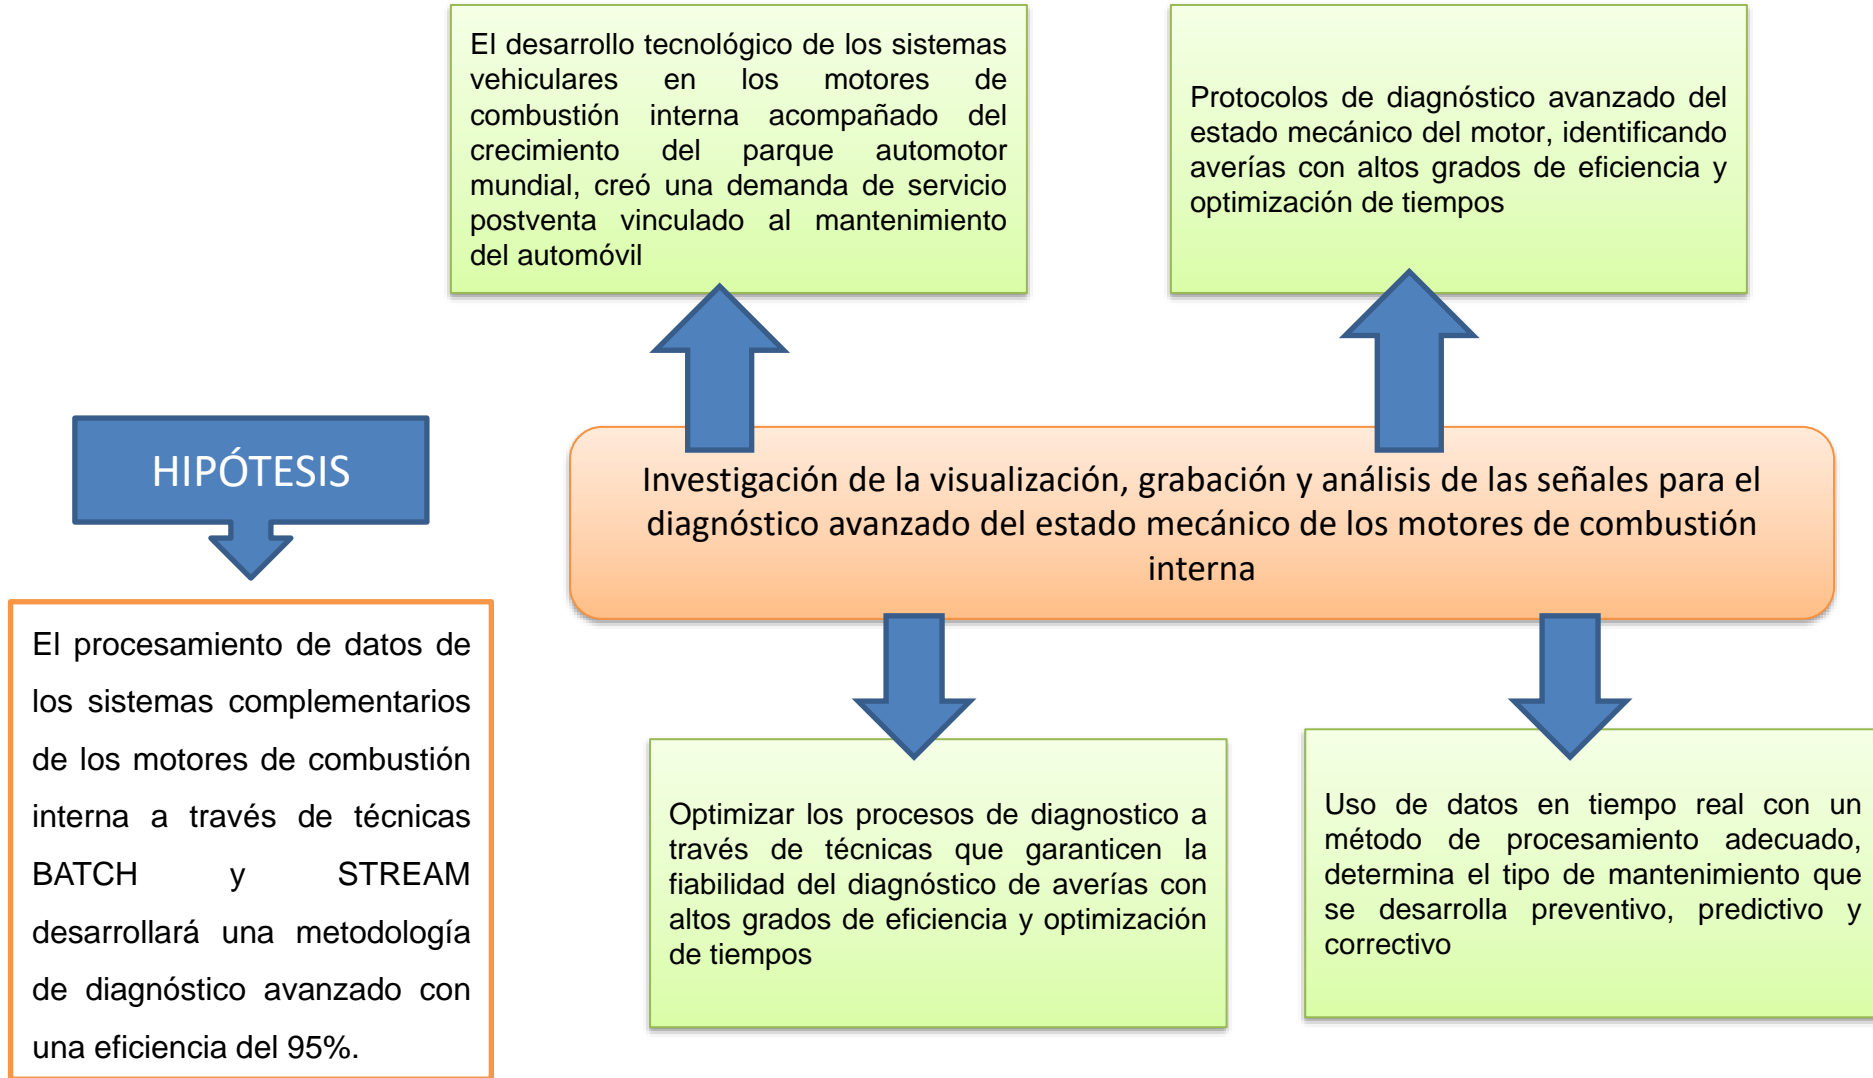 El desarrollo tecnológico de los sistemas
vehiculares en los motores de
combustión interna acompañado del
crecimiento del parque automotor
mundial, creó una demanda de servicio
postventa vinculado al mantenimiento
del automóvil
Protocolos de diagnóstico avanzado del
estado mecánico del motor, identificando
averías con altos grados de eficiencia y
optimización de tiempos
HIPÓTESIS
Investigación de la visualización, grabación y análisis de las señales para el
diagnóstico avanzado del estado mecánico de los motores de combustión
interna
El procesamiento de datos de
los sistemas complementarios
de los motores de combustión
interna a través de técnicas
BATCH y STREAM
desarrollará una metodología
de diagnóstico avanzado con
una eficiencia del 95%.
Optimizar los procesos de diagnostico a
través de técnicas que garanticen la
fiabilidad del diagnóstico de averías con
altos grados de eficiencia y optimización
de tiempos
Uso de datos en tiempo real con un
método de procesamiento adecuado,
determina el tipo de mantenimiento que
se desarrolla preventivo, predictivo y
correctivo